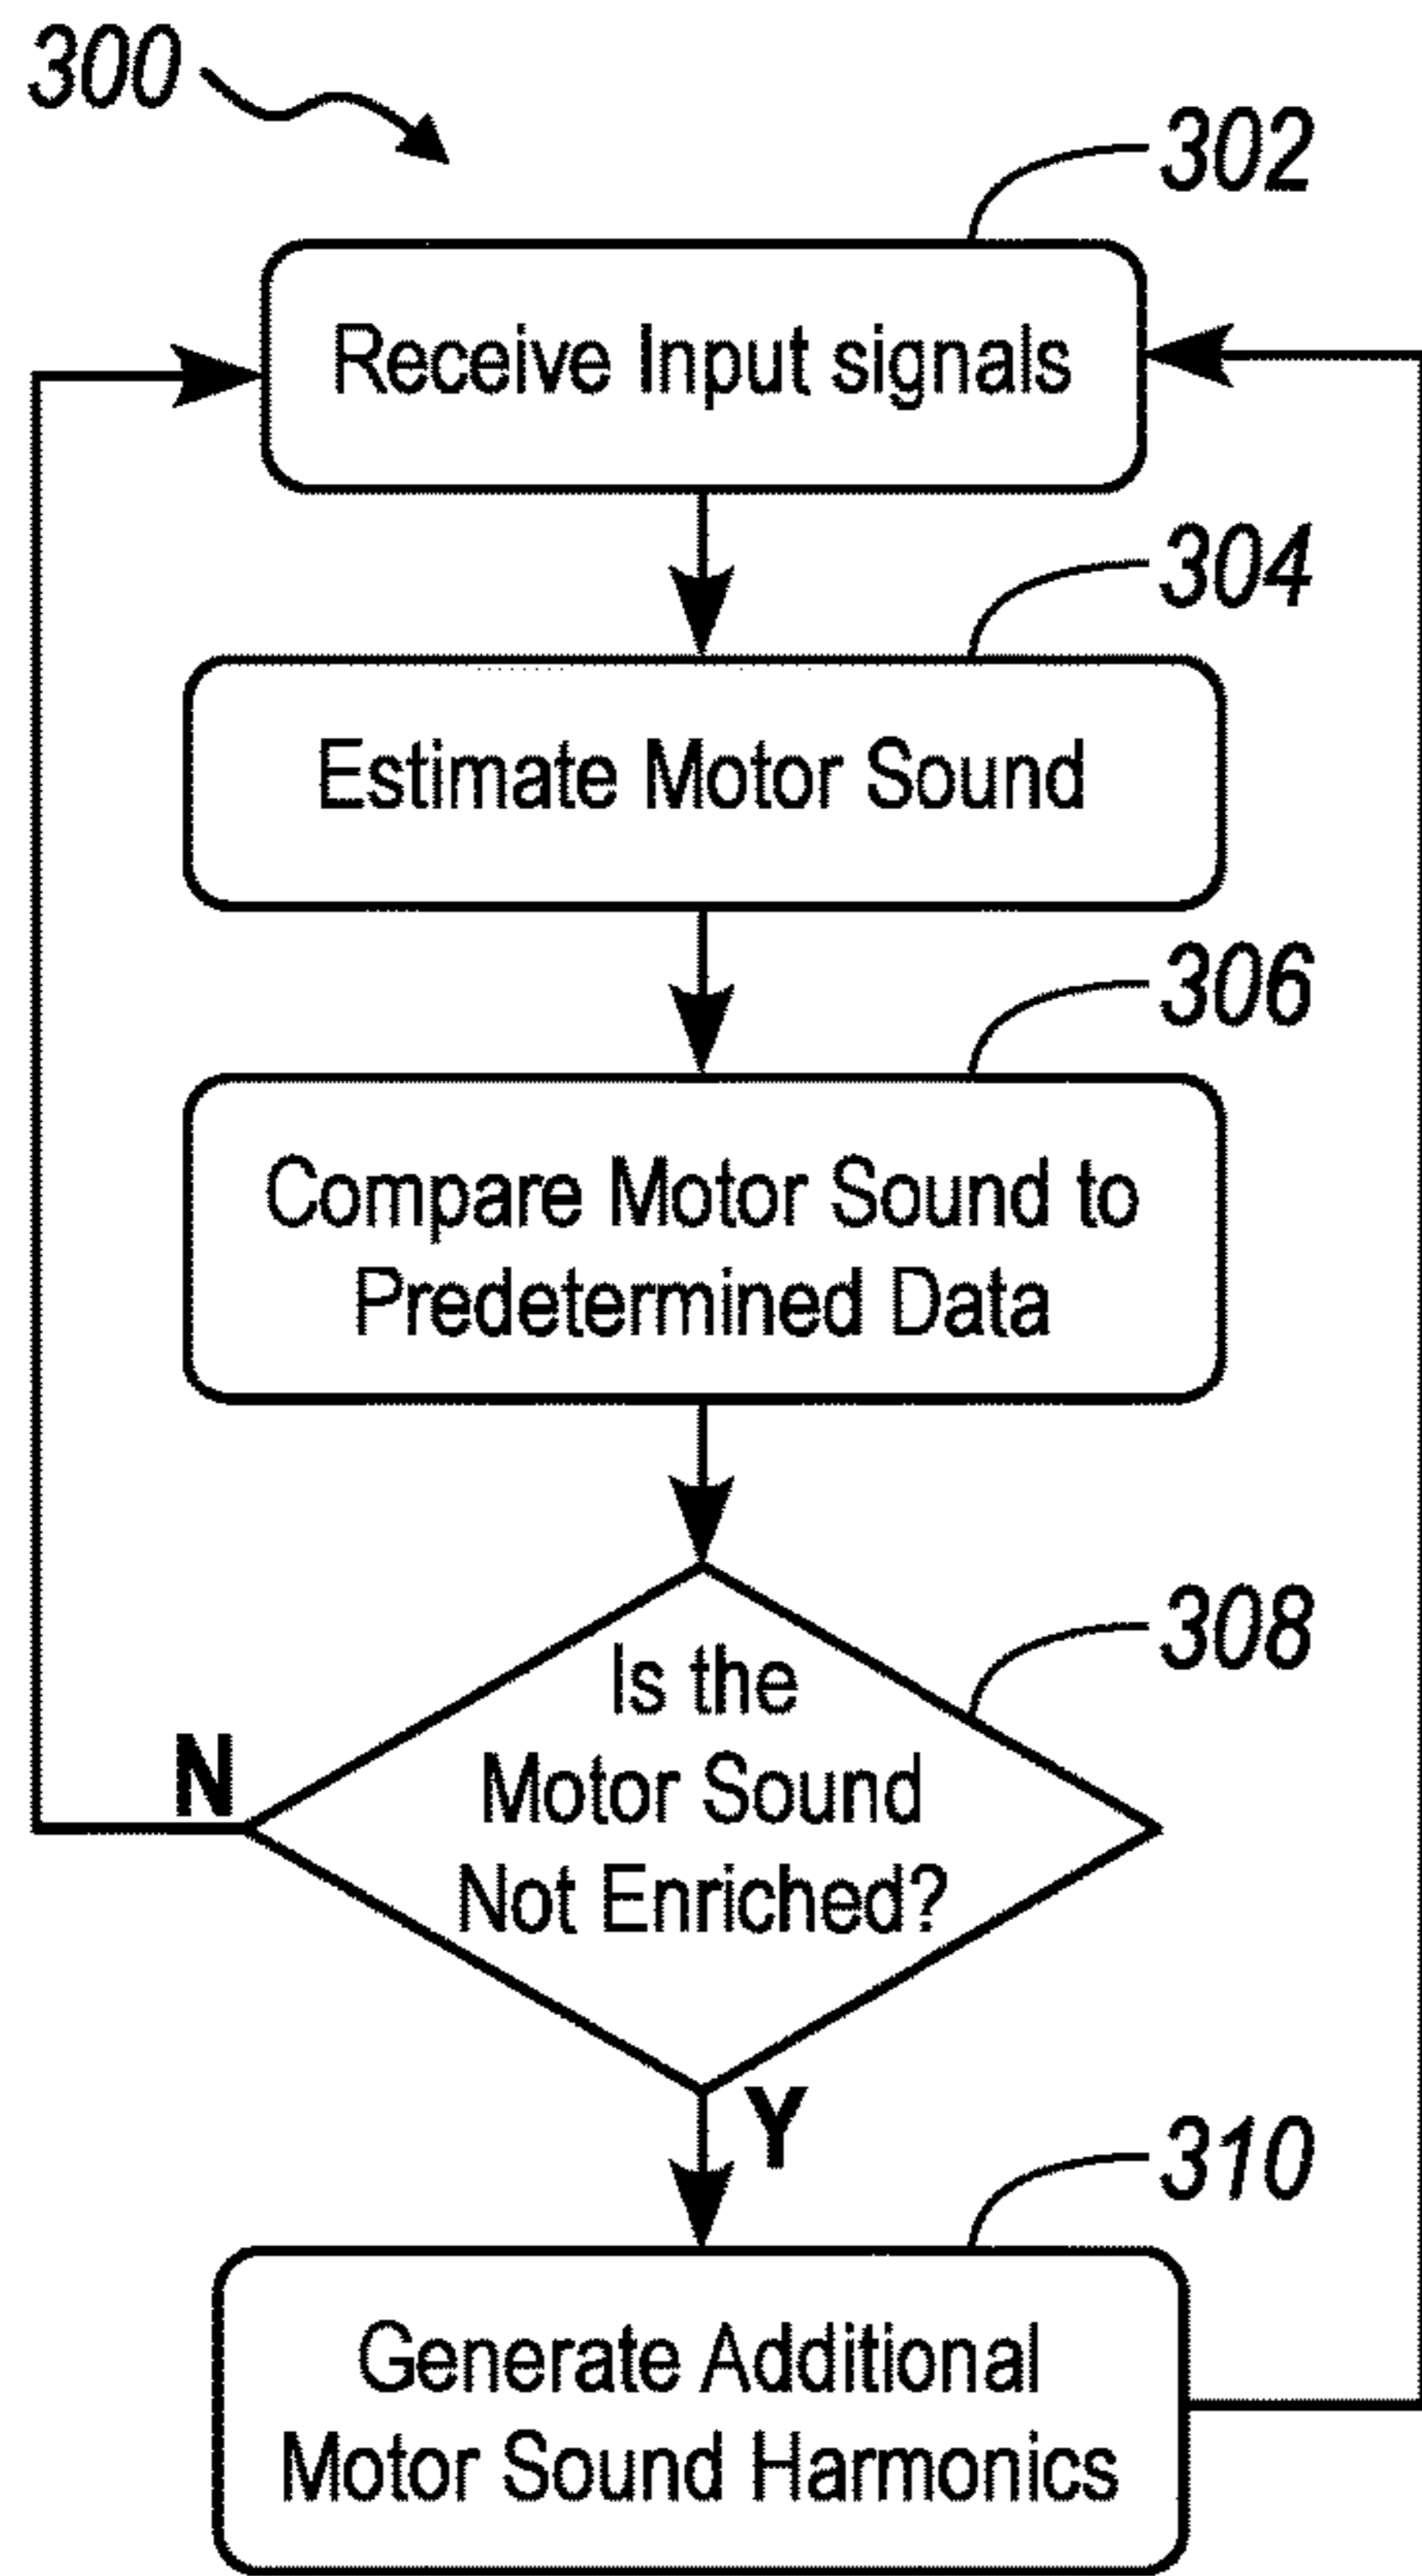 300
302
Receive Input signals
304
Estimate Motor Sound
306
Compare Motor Sound to
Predetermined Data
308
Is the
Motor Sound
Not Enriched?
N
Y
310
Generate Additional
Motor Sound Harmonics